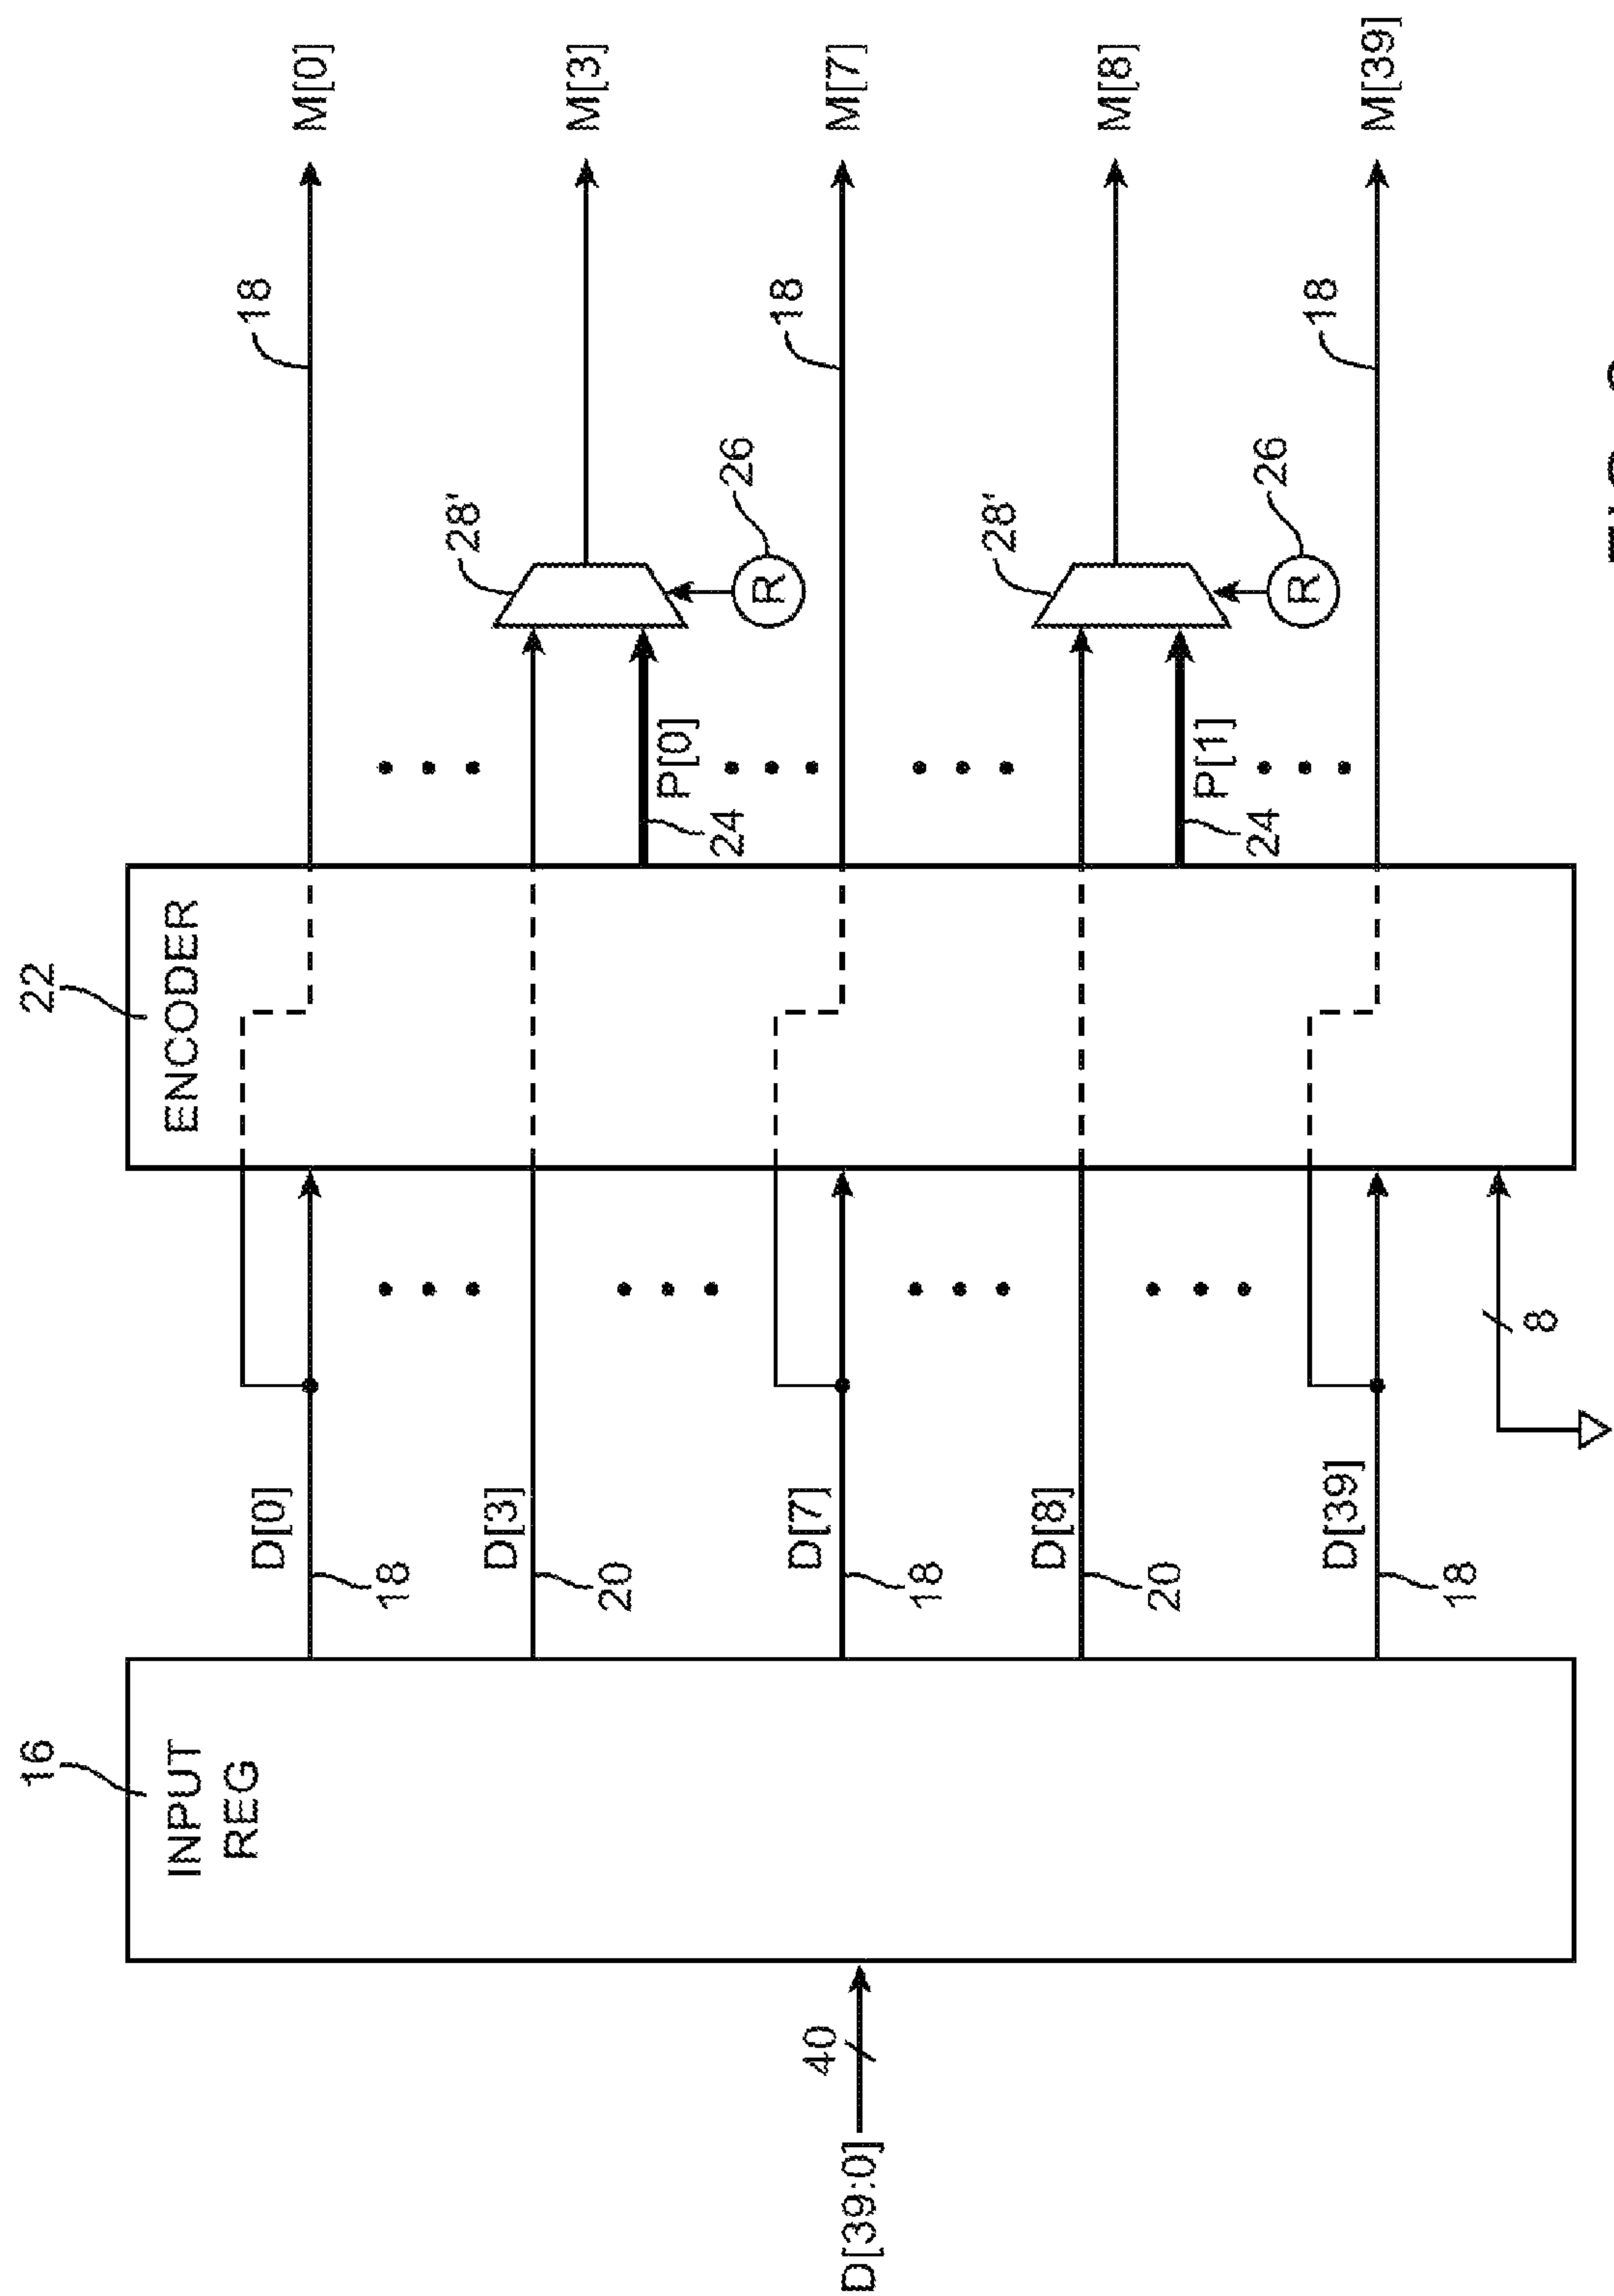 D[39:0]
40
16
INPUT
REG
D[0]
18
D[3]
20
D[7]
18
D[8]
20
D[39]
18
8
22
ENCODER
P[0]
24
P[1]
24
28'
R
26
28'
R
26
18
18
18
M[0]
M[3]
M[7]
M[8]
M[39]